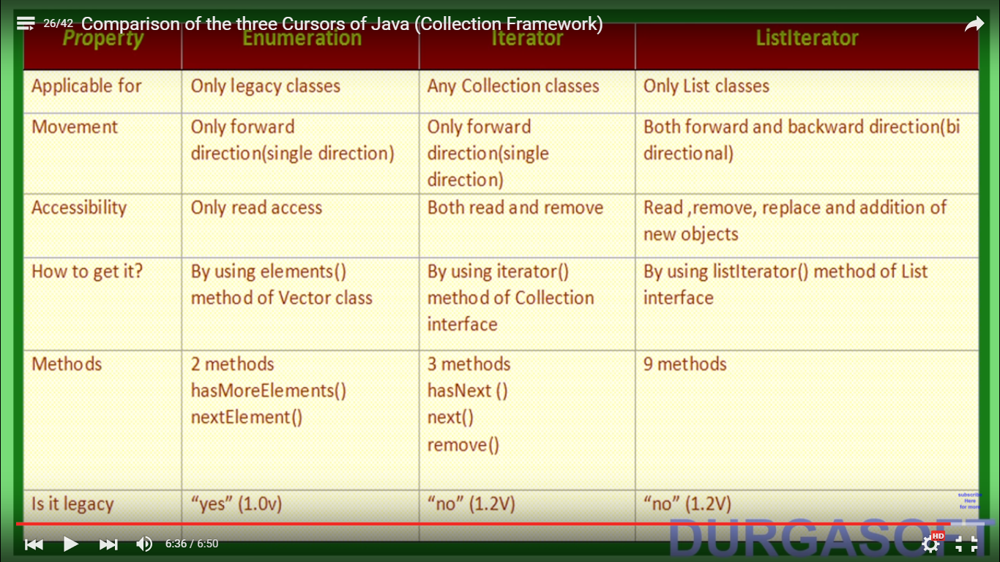 26/42 Comparison of the three Cursors of Java (Collection Framework)
Property Enumeration Iterator ListIterator
Applicable for Only legacy classes Any Collection classes Only List classes
Movement Only forward Only forward Both forward and backward direction(bi
direction(single direction) direction(single directional)
direction)
Accessibility Only read access Both read and remove Read ,remove, replace and addition of
new objects
How to get it? By using elements() By using iterator() By using listIterator() method of List
method of Vector class method of Collection interface
interface
Methods 2 methods 3 methods 9 methods
hasMoreElements() hasNext ()
nextElement() next()
remove()
Is it legacy “yes” (1.0v) “no” (1.2V) “no” (1.2V)
subscribe
Here
for more
DURGASOFT
6:36 / 6:50
HD